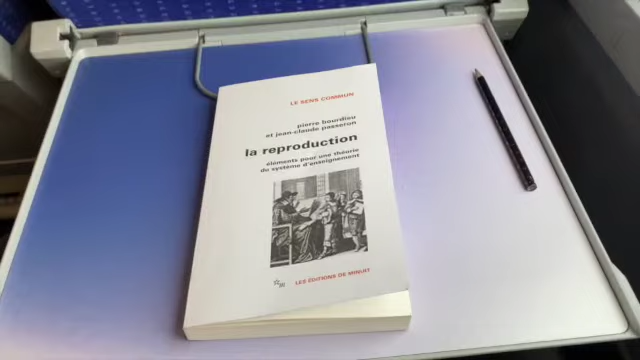 LE SENS COMMUN
pierre bourdieu
et jean-claude passeron
la reproduction
éléments pour une théorie
du système d'enseignement
LES ÉDITIONS DE MINUIT